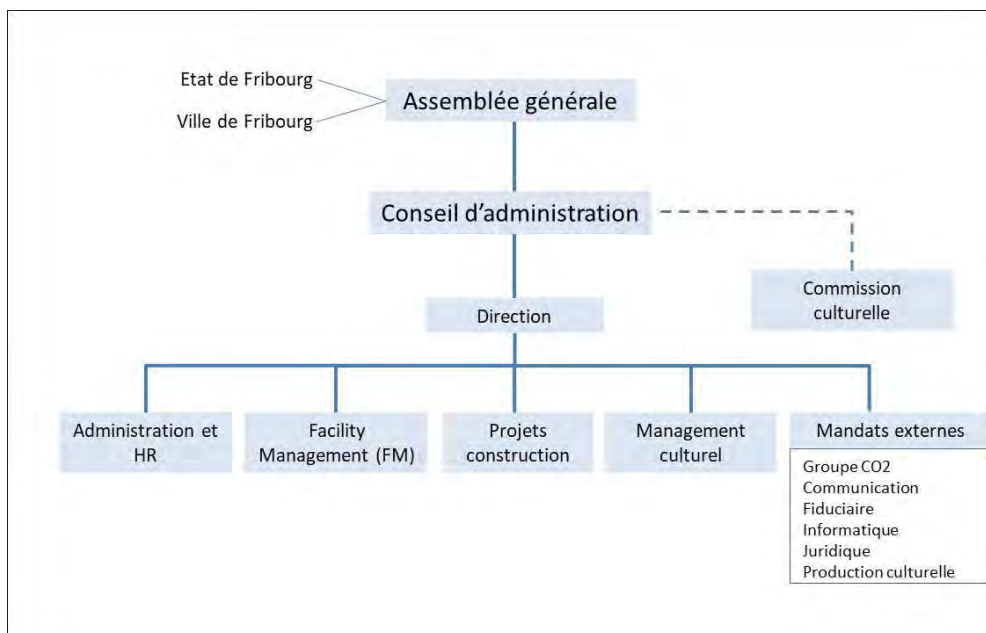 Etat de Fribourg
Ville de Fribourg
Assemblée générale
Conseil d'administration
Commission
culturelle
Direction
Administration et
HR
Facility
Management (FM)
Projets
construction
Management
culturel
Mandats externes
Groupe CO2
Communication
Fiduciaire
Informatique
Juridique
Production culturelle